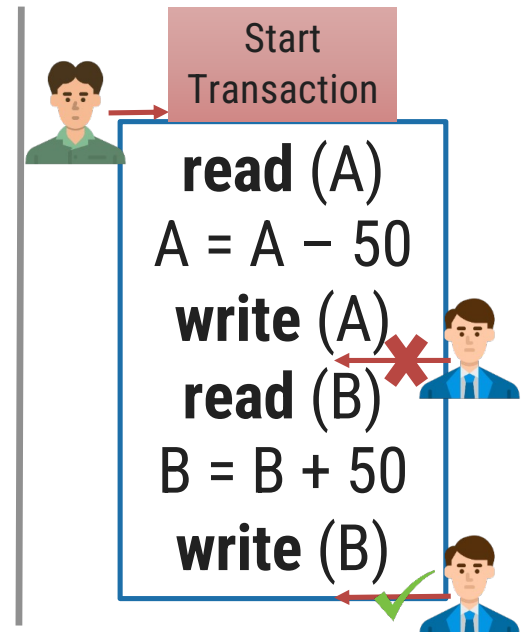 Start
Transaction
read (A)
A = A – 50
write (A)
read (B)
B = B + 50
write (B)